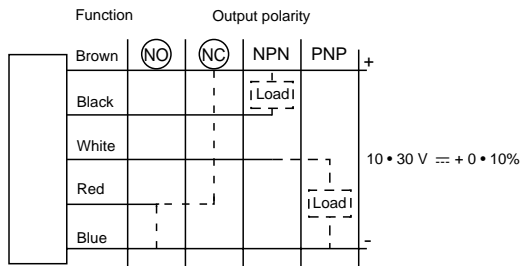 Function Output polarity
Brown NO NC NPN PNP +
Load
Black
White
10 • 30 V ⎓ + 0 • 10%
Red
Load
Blue -